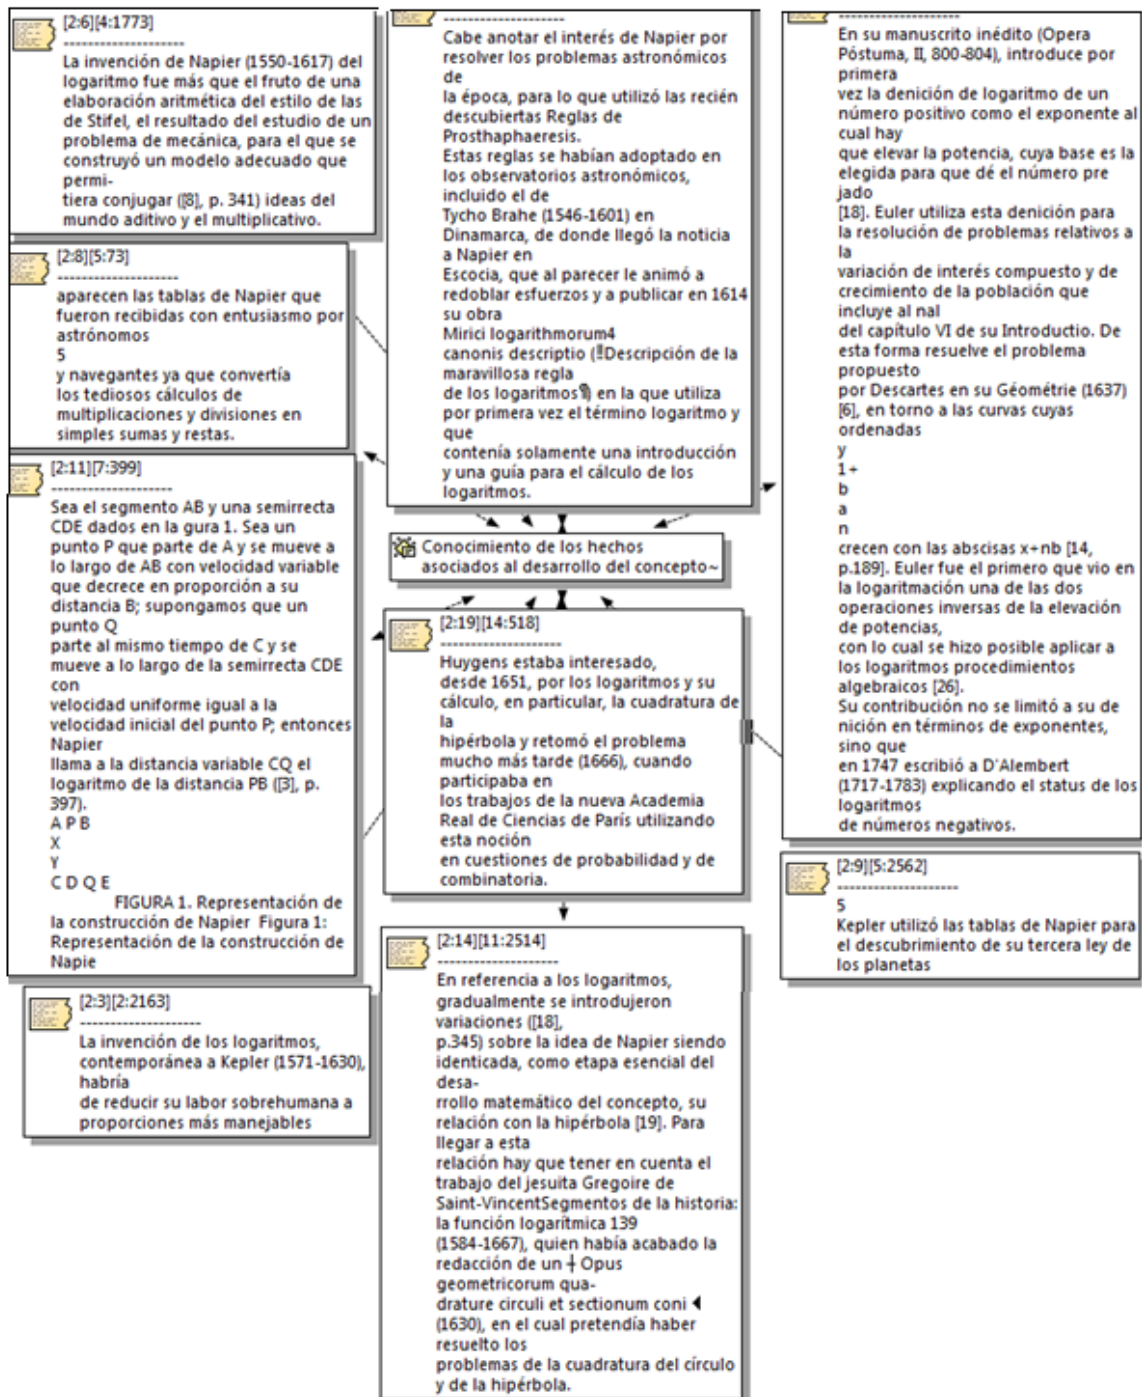 [2:6][4:1773]
--------------------
La invención de Napier (1550-1617) del
logaritmo fue más que el fruto de una
elaboración aritmética del estilo de las
de Stifel, el resultado del estudio de un
problema de mecánica, para el que se
construyó un modelo adecuado que
permi-
tiera conjugar ([8], p. 341) ideas del
mundo aditivo y el multiplicativo.
[2:8][5:73]
--------------------
aparecen las tablas de Napier que
fueron recibidas con entusiasmo por
astrónomos
5
y navegantes ya que convertía
los tediosos cálculos de
multiplicaciones y divisiones en
simples sumas y restas.
[2:11][7:399]
--------------------
Sea el segmento AB y una semirrecta
CDE dados en la gura 1. Sea un
punto P que parte de A y se mueve a
lo largo de AB con velocidad variable
que decrece en proporción a su
distancia B; supongamos que un
punto Q
parte al mismo tiempo de C y se
mueve a lo largo de la semirrecta CDE
con
velocidad uniforme igual a la
velocidad inicial del punto P; entonces
Napier
llama a la distancia variable CQ el
logaritmo de la distancia PB ([3], p.
397).
A P B
X
Y
C D Q E
FIGURA 1. Representación de
la construcción de Napier Figura 1:
Representación de la construcción de
Napie
[2:3][2:2163]
--------------------
La invención de los logaritmos,
contemporánea a Kepler (1571-1630),
habría
de reducir su labor sobrehumana a
proporciones más manejables
--------------------
Cabe anotar el interés de Napier por
resolver los problemas astronómicos
de
la época, para lo que utilizó las recién
descubiertas Reglas de
Prosthaphaeresis.
Estas reglas se habían adoptado en
los observatorios astronómicos,
incluido el de
Tycho Brahe (1546-1601) en
Dinamarca, de donde llegó la noticia
a Napier en
Escocia, que al parecer le animó a
redoblar esfuerzos y a publicar en 1614
su obra
Mirici logarithmorum4
canonis descriptio (‼Descripción de la
maravillosa regla
de los logaritmos¶) en la que utiliza
por primera vez el término logaritmo y
que
contenía solamente una introducción
y una guía para el cálculo de los
logaritmos.
Conocimiento de los hechos
asociados al desarrollo del concepto~
[2:19][14:518]
--------------------
Huygens estaba interesado,
desde 1651, por los logaritmos y su
cálculo, en particular, la cuadratura de
la
hipérbola y retomó el problema
mucho más tarde (1666), cuando
participaba en
los trabajos de la nueva Academia
Real de Ciencias de París utilizando
esta noción
en cuestiones de probabilidad y de
combinatoria.
[2:14][11:2514]
--------------------
En referencia a los logaritmos,
gradualmente se introdujeron
variaciones ([18],
p.345) sobre la idea de Napier siendo
identicada, como etapa esencial del
desa-
rrollo matemático del concepto, su
relación con la hipérbola [19]. Para
llegar a esta
relación hay que tener en cuenta el
trabajo del jesuita Gregoire de
Saint-VincentSegmentos de la historia:
la función logarítmica 139
(1584-1667), quien había acabado la
redacción de un ╪ Opus
geometricorum qua-
drature circuli et sectionum coni ◄
(1630), en el cual pretendía haber
resuelto los
problemas de la cuadratura del círculo
y de la hipérbola.
--------------------
En su manuscrito inédito (Opera
Póstuma, II, 800-804), introduce por
primera
vez la denición de logaritmo de un
número positivo como el exponente al
cual hay
que elevar la potencia, cuya base es la
elegida para que dé el número pre
jado
[18]. Euler utiliza esta denición para
la resolución de problemas relativos a
la
variación de interés compuesto y de
crecimiento de la población que
incluye al nal
del capítulo VI de su Introductio. De
esta forma resuelve el problema
propuesto
por Descartes en su Géométrie (1637)
[6], en torno a las curvas cuyas
ordenadas
y
1+
b
a
n
crecen con las abscisas x÷nb [14,
p.189]. Euler fue el primero que vio en
la logaritmación una de las dos
operaciones inversas de la elevación
de potencias,
con lo cual se hizo posible aplicar a
los logaritmos procedimientos
algebraicos [26].
Su contribución no se limitó a su de
nición en términos de exponentes,
sino que
en 1747 escribió a D'Alembert
(1717-1783) explicando el status de los
logaritmos
de números negativos.
[2:9][5:2562]
--------------------
5
Kepler utilizó las tablas de Napier para
el descubrimiento de su tercera ley de
los planetas